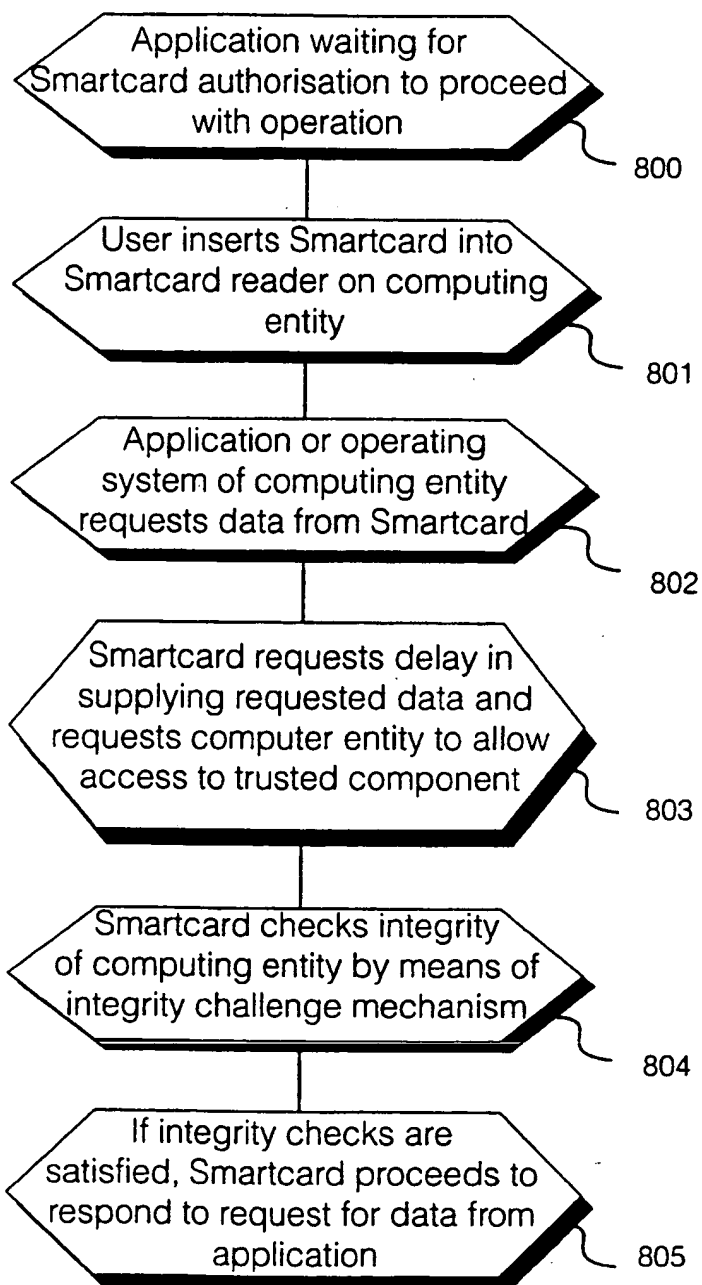 Application waiting for
Smartcard authorisation to proceed
with operation
800
User inserts Smartcard into
Smartcard reader on computing
entity
801
Application or operating
system of computing entity
requests data from Smartcard
802
Smartcard requests delay in
supplying requested data and
requests computer entity to allow
access to trusted component
803
Smartcard checks integrity
of computing entity by means of
integrity challenge mechanism
804
If integrity checks are
satisfied, Smartcard proceeds to
respond to request for data from
application
805